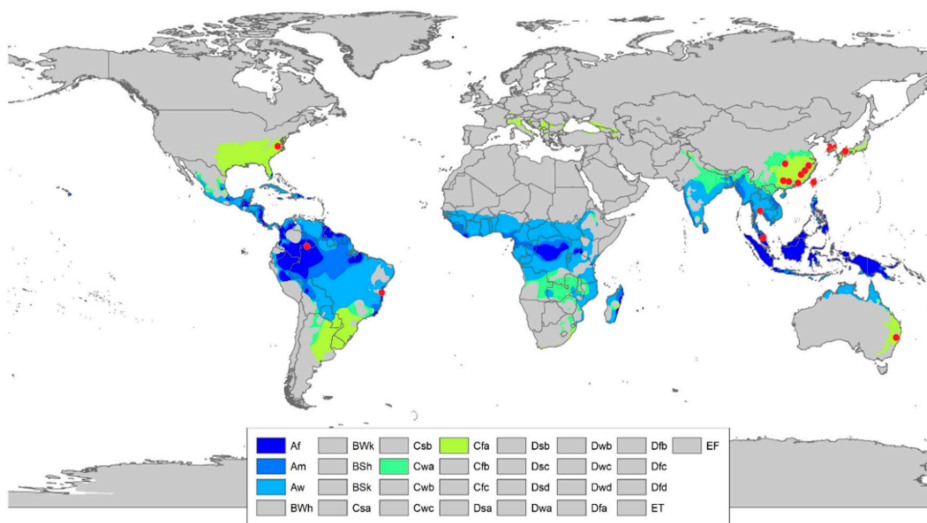 Af BWk Csb Cfa Dsb Dwb Dfb EF
Am BSh Cwa Cfb Dsc Dwc Dfc
Aw BSk Cwb Cfc Dsd Dwd Dfd
BWh Csa Cwc Dsa Dwa Dfa ET